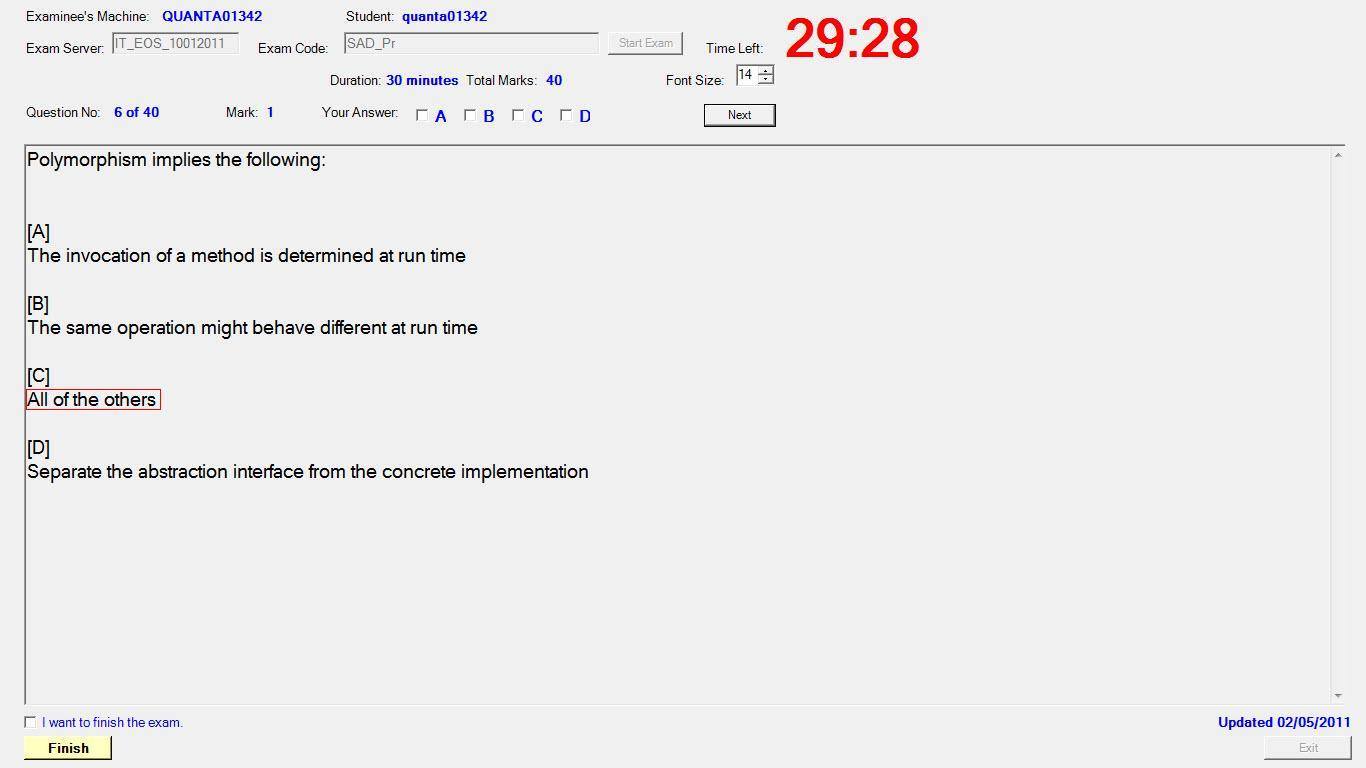 Examinee's Machine: QUANTA01342 Student: quanta01342
Exam Server: IT_EOS_10012011 Exam Code: SAD_Pr Start Exam Time Left: 29:28
Duration: 30 minutes Total Marks: 40 Font Size: 14
Question No: 6 of 40 Mark: 1 Your Answer: A B C D Next
Polymorphism implies the following:
[A]
The invocation of a method is determined at run time
[B]
The same operation might behave different at run time
[C]
All of the others
[D]
Separate the abstraction interface from the concrete implementation
I want to finish the exam. Updated 02/05/2011
Finish Exit